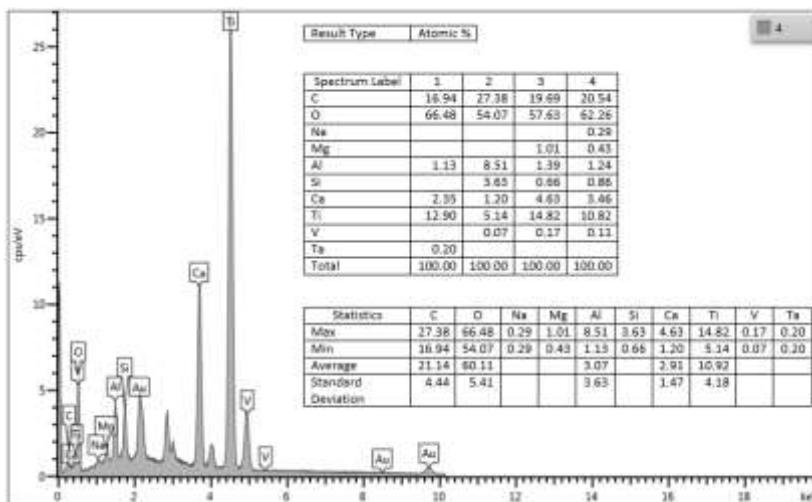 Result Type Atomic %
4
Spectrum Label 1 2 3 4
C 16.94 27.38 19.69 20.54
O 66.48 54.07 57.63 62.26
Na 0.29
Mg 1.01 0.43
Al 1.13 8.51 1.39 1.24
Si 3.63 0.66 0.86
Ca 2.35 1.20 4.63 3.46
Ti 12.90 5.14 14.82 10.82
V 0.07 0.17 0.11
Ta 0.20
Total 100.00 100.00 100.00 100.00
Statistics C O Na Mg Al Si Ca Ti V Ta
Max 27.38 66.48 0.29 1.01 8.51 3.63 4.63 14.82 0.17 0.20
Min 16.94 54.07 0.29 0.43 1.13 0.66 1.20 5.14 0.07 0.20
Average 21.14 60.11 3.07 2.91 10.92
Standard 4.44 5.41 3.63 1.47 4.18
Deviation
cps/eV
25
20
15
10
5
0
Ti
Ca
O
Si
Al
Au
C
Mg
Na
V
V
Au
Au
0 2 4 6 8 10 12 14 16 18